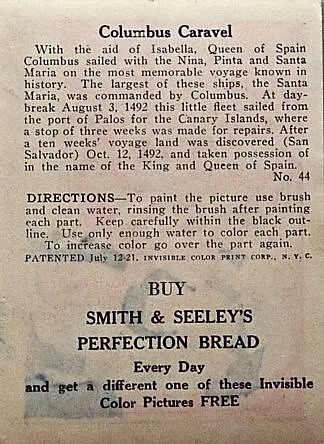 Columbus Caravel
With the aid of Isabella, Queen of Spain
Columbus sailed with the Nina, Pinta and Santa
Maria on the most memorable voyage known in
history. The largest of these ships, the Santa
Maria, was commanded by Columbus. At day-
break August 3, 1492 this little fleet sailed from
the port of Palos for the Canary Islands, where
a stop of three weeks was made for repairs. After
a ten weeks' voyage land was discovered (San
Salvador) Oct. 12, 1492, and taken possession of
in the name of the King and Queen of Spain.
No. 44
DIRECTIONS—To paint the picture use brush
and clean water, rinsing the brush after painting
each part. Keep carefully within the black out-
line. Use only enough water to color each part.
To increase color go over the part again.
PATENTED July 12-21, INVISIBLE COLOR PRINT CORP., N. Y. C.
BUY
SMITH & SEELEY'S
PERFECTION BREAD
Every Day
and get a different one of these Invisible
Color Pictures FREE